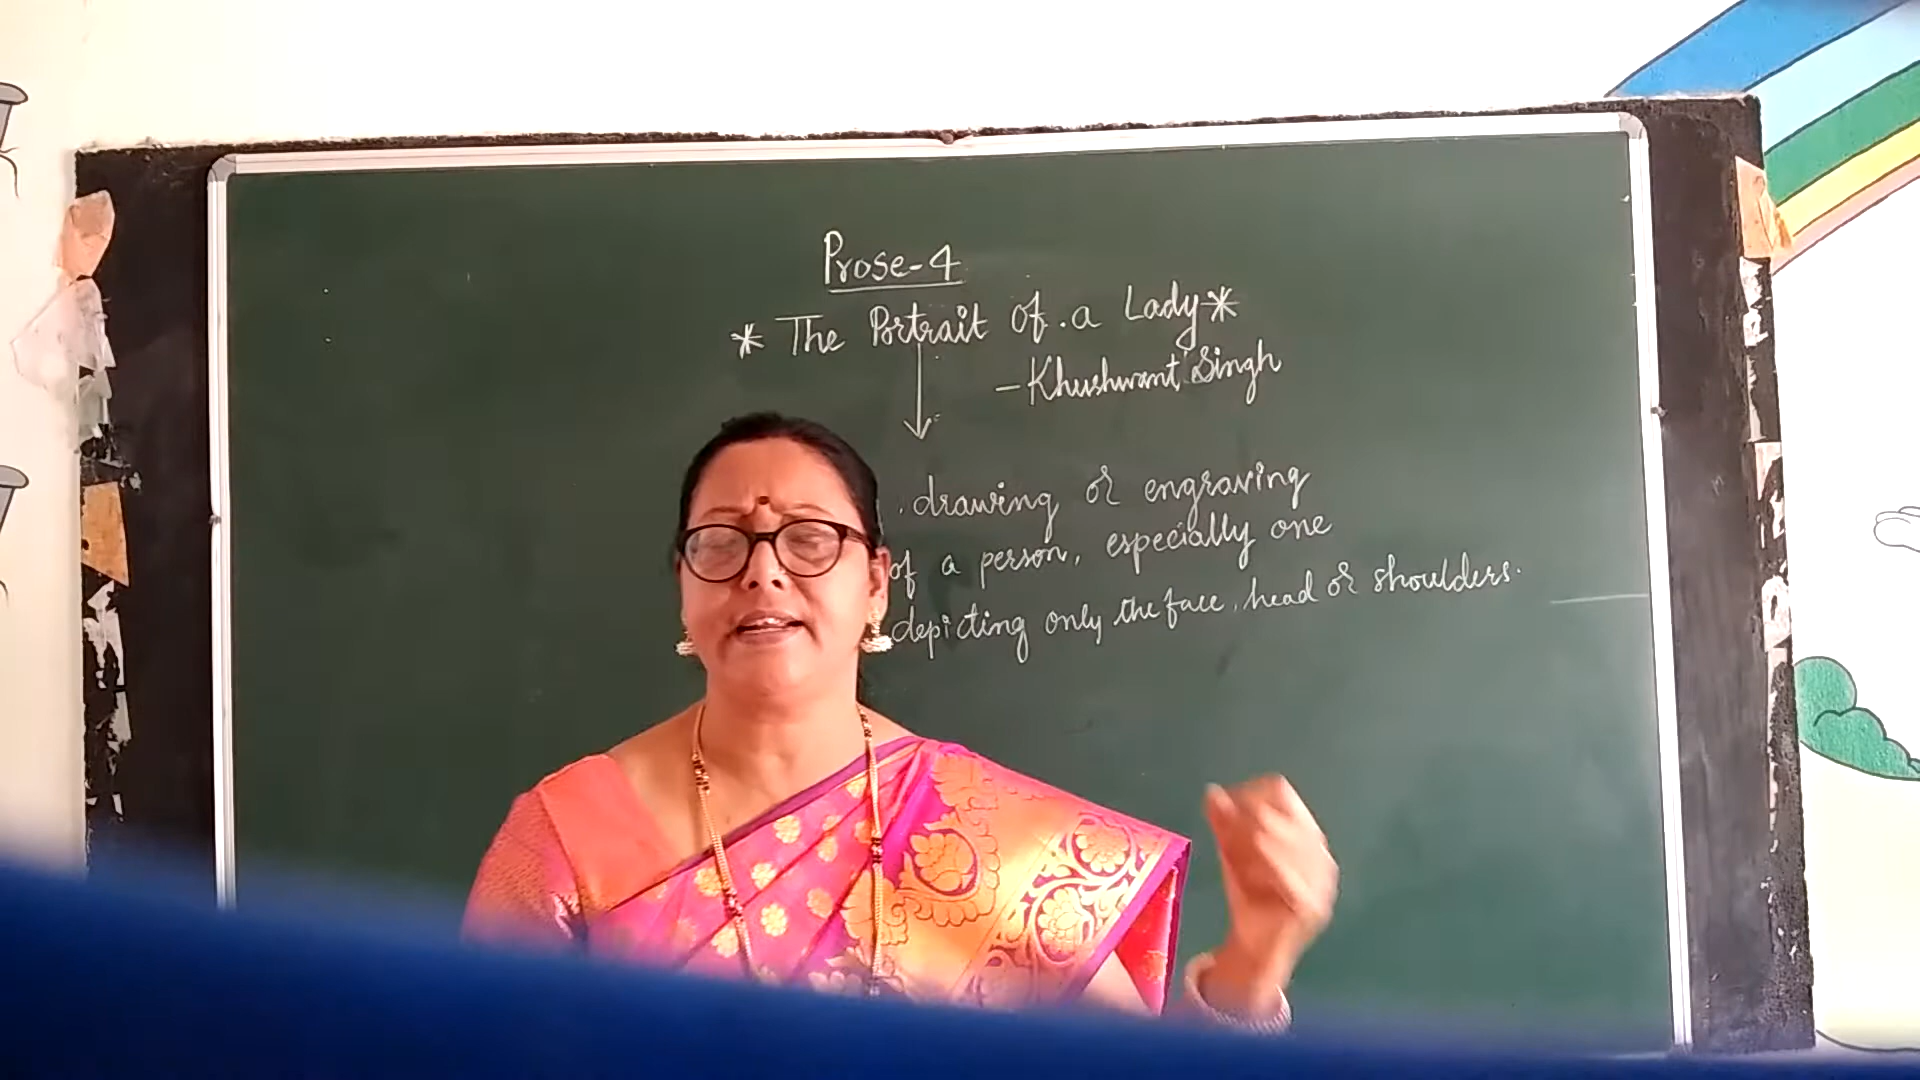 Prose-4
* The Portrait of a Lady *
- Khushwant Singh
drawing or engraving
of a person, especially one
depicting only the face, head or shoulders.